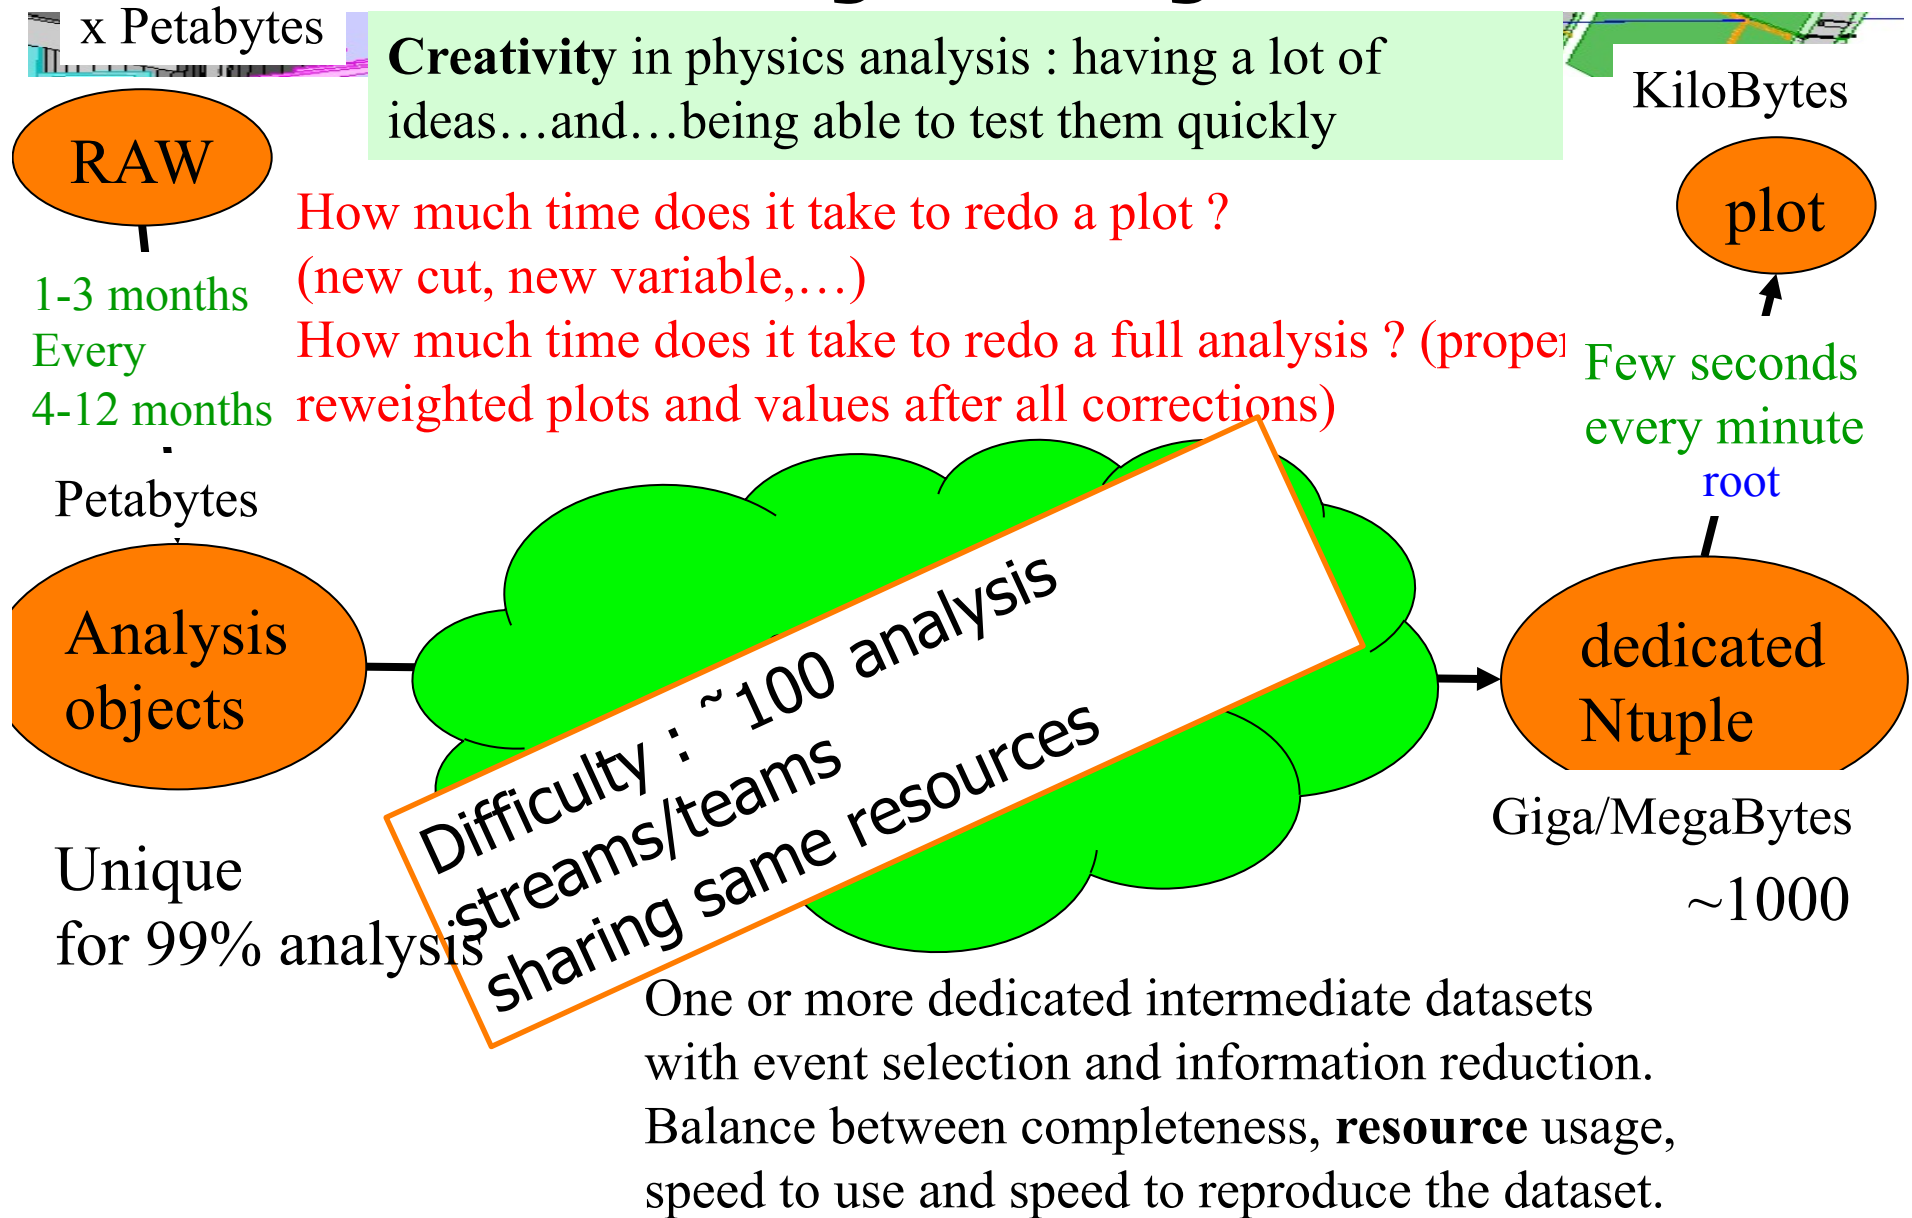 x Petabytes
Creativity in physics analysis : having a lot of
ideas…and…being able to test them quickly
KiloBytes
RAW
plot
How much time does it take to redo a plot ?
(new cut, new variable,…)
How much time does it take to redo a full analysis ? (proper
reweighted plots and values after all corrections)
1-3 months
Every
4-12 months
Few seconds
every minute
root
Petabytes
Analysis
objects
Difficulty : ~100 analysis
streams/teams
sharing same resources
dedicated
Ntuple
Giga/MegaBytes
~1000
Unique
for 99% analysis
One or more dedicated intermediate datasets
with event selection and information reduction.
Balance between completeness, resource usage,
speed to use and speed to reproduce the dataset.